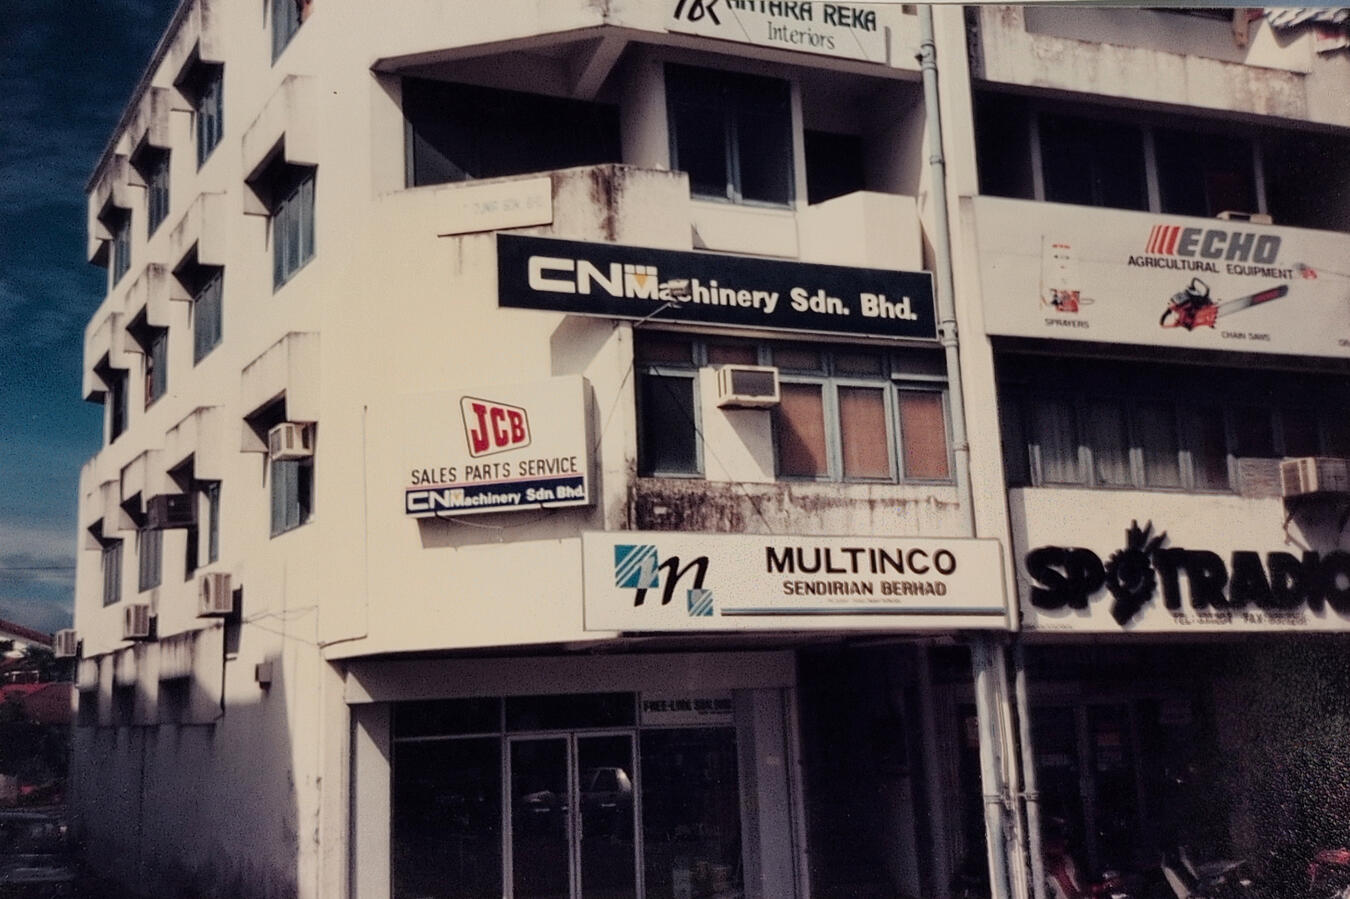 ANTARA REKA
Interiors
CNMachinery Sdn. Bhd.
ECHO
AGRICULTURAL EQUIPMENT
SPRAYERS
CHAIN SAWS
JCB
SALES PARTS SERVICE
CNMachinery Sdn. Bhd.
MULTINCO
SENDIRIAN BERHAD
SPOTRADIO